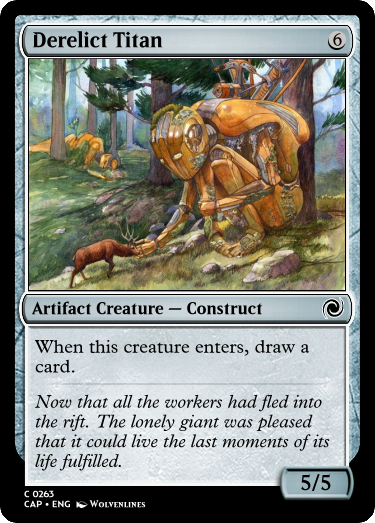 Derelict Titan 6
Artifact Creature — Construct
When this creature enters, draw a
card.
Now that all the workers had fled into
the rift. The lonely giant was pleased
that it could live the last moments of its
life fulfilled.
5/5
C 0263
CAP • ENG Wolvenlines